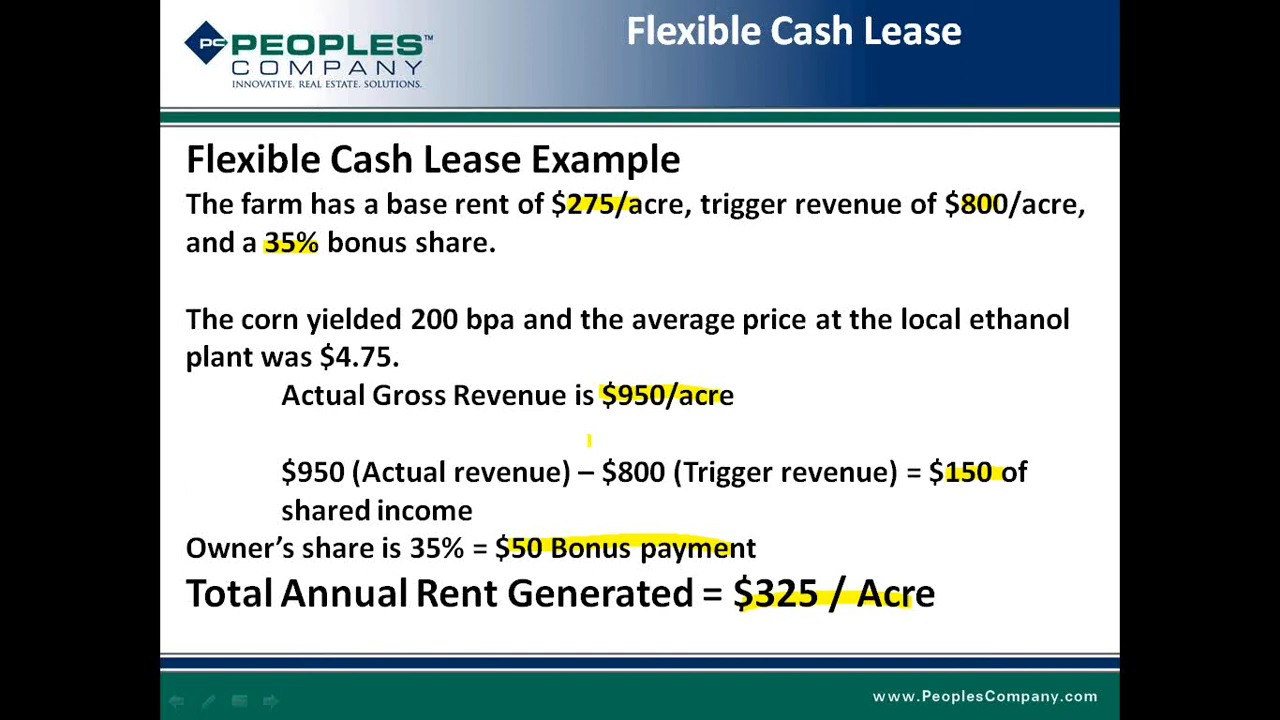 Flexible Cash Lease
PC PEOPLES™
COMPANY
INNOVATIVE. REAL ESTATE. SOLUTIONS.
Flexible Cash Lease Example
The farm has a base rent of $275/acre, trigger revenue of $800/acre,
and a 35% bonus share.
The corn yielded 200 bpa and the average price at the local ethanol
plant was $4.75.
Actual Gross Revenue is $950/acre
$950 (Actual revenue) – $800 (Trigger revenue) = $150 of
shared income
Owner's share is 35% = $50 Bonus payment
Total Annual Rent Generated = $325 / Acre
www.PeoplesCompany.com